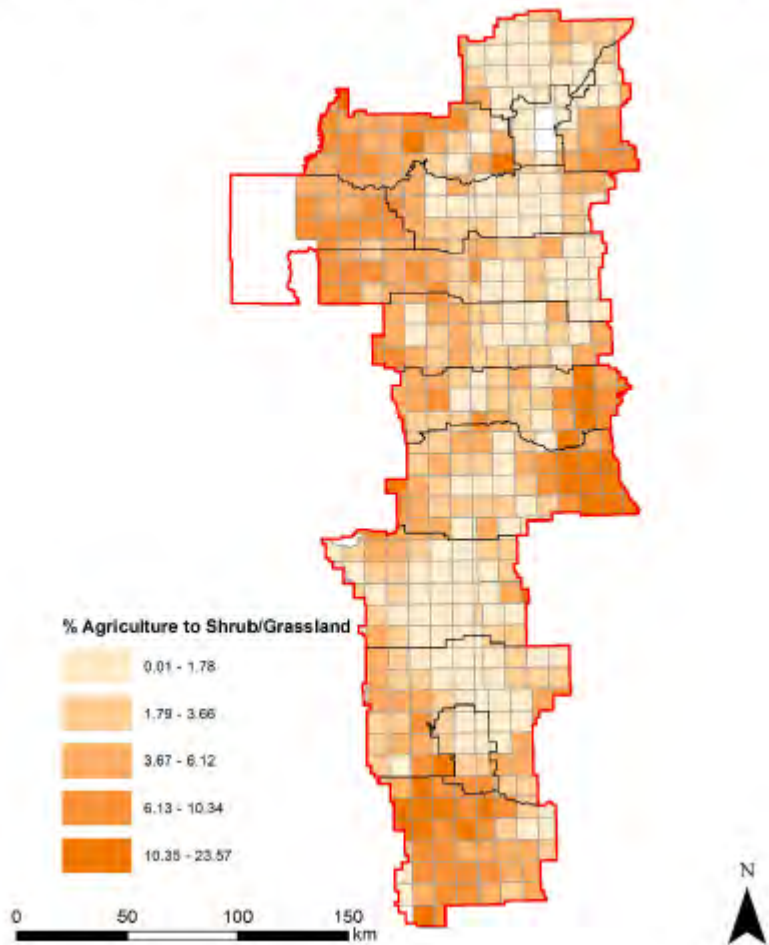 % Agriculture to Shrub/Grassland
0.01 - 1.78
1.79 - 3.66
3.67 - 6.12
6.13 - 10.34
10.35 - 23.57
0 50 100 150
km
N